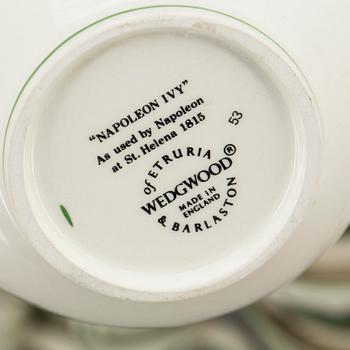 "NAPOLEON IVY"
As used by Napoleon
at St. Helena 1815
53
of ETRURIA
WEDGWOOD®
MADE IN
ENGLAND
& BARLASTON